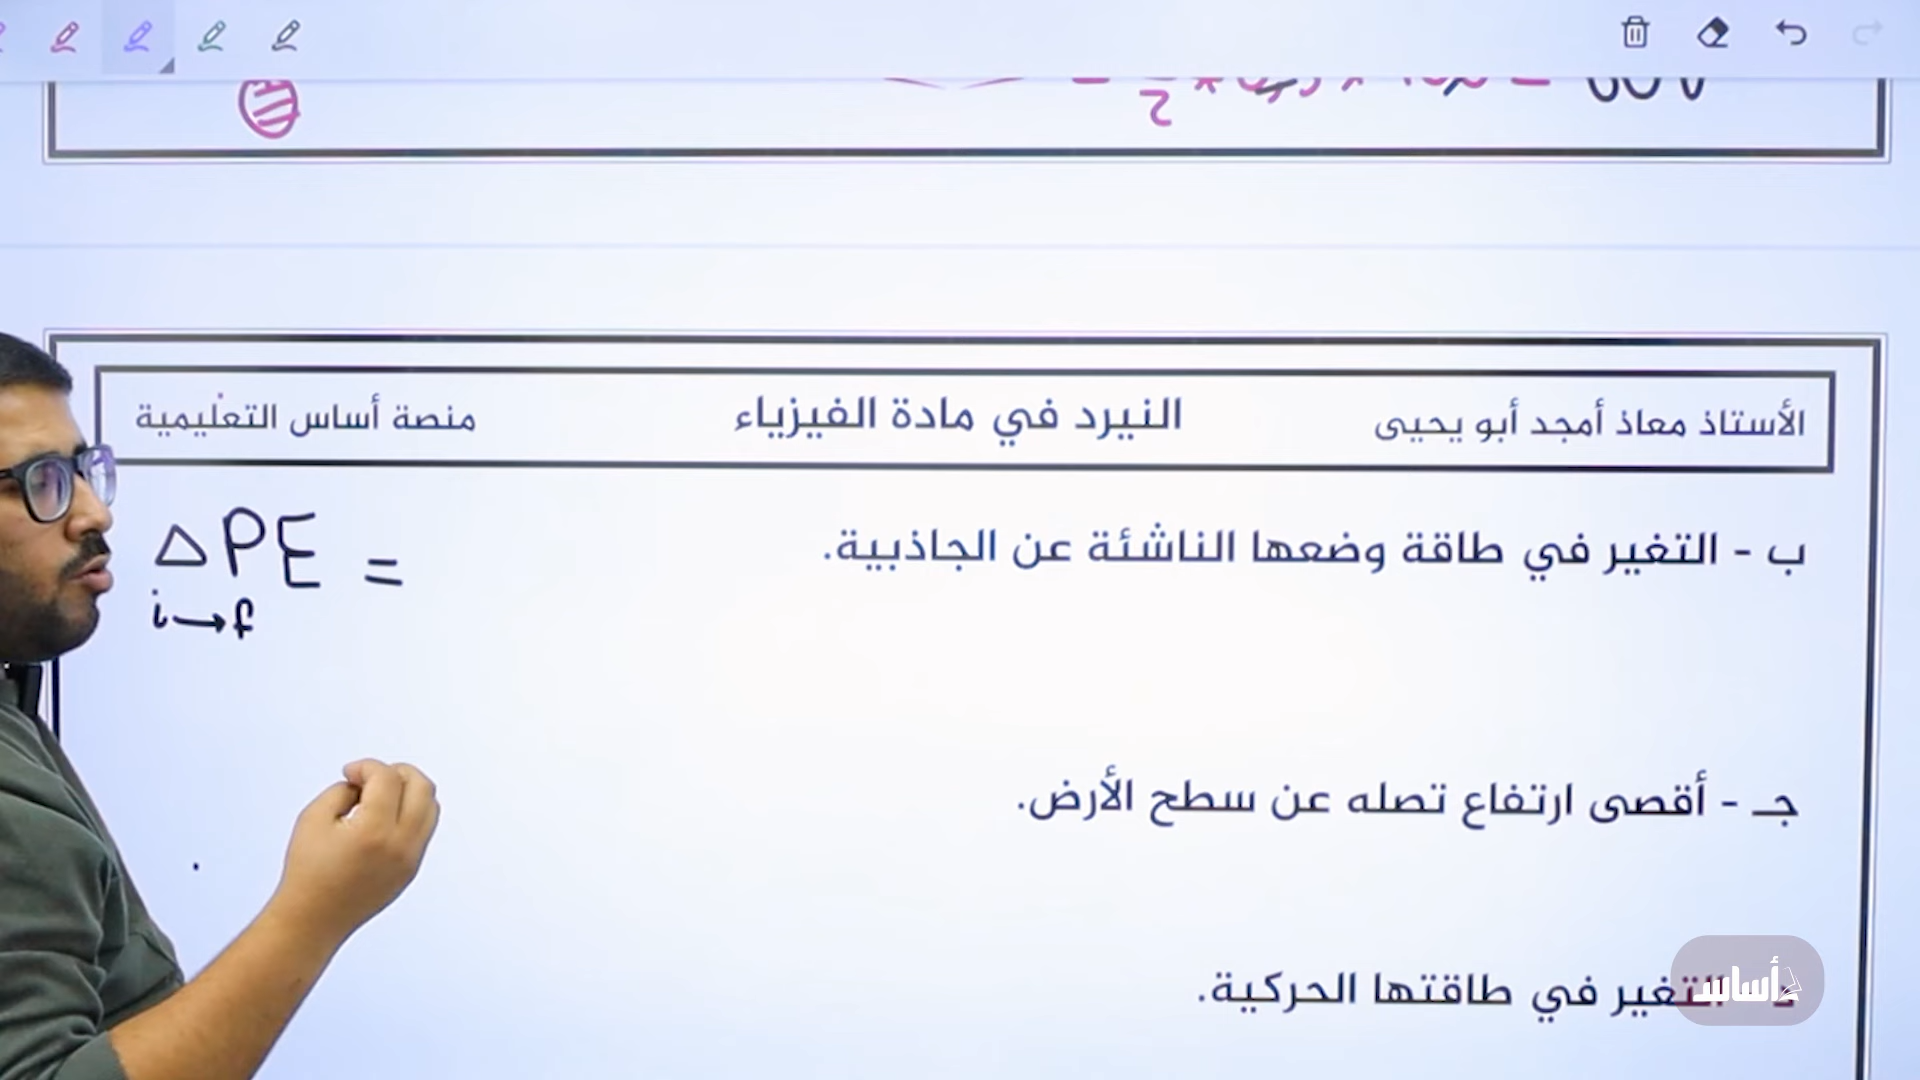 2
الأستاذ معاذ أمجد أبو يحيى
النيرد في مادة الفيزياء
منصة أساس التعليمية
ب - التغير في طاقة وضعها الناشئة عن الجاذبية.
ΔPE =
i→f
جـ - أقصى ارتفاع تصله عن سطح الأرض.
التغير في طاقتها الحركية.
أساس